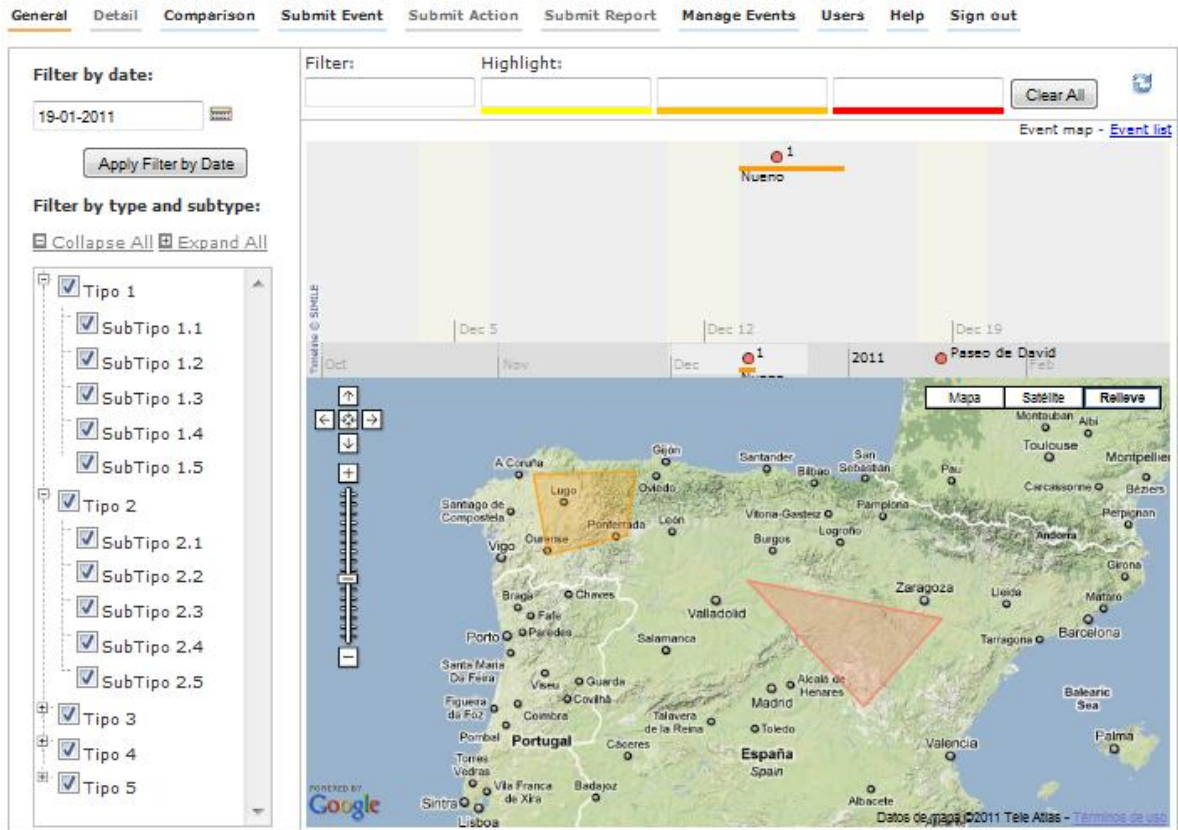 General Detail Comparison Submit Event Submit Action Submit Report Manage Events Users Help Sign out
Filter by date:
19-01-2011
Apply Filter by Date
Filter by type and subtype:
Collapse All Expand All
Tipo 1
SubTipo 1.1
SubTipo 1.2
SubTipo 1.3
SubTipo 1.4
SubTipo 1.5
Tipo 2
SubTipo 2.1
SubTipo 2.2
SubTipo 2.3
SubTipo 2.4
SubTipo 2.5
Tipo 3
Tipo 4
Tipo 5
Filter: Highlight:
Clear All
Event map - Event list
1
Nueno
Timeline © SIMILE
Dec 5 Dec 12 Dec 19
1
Oct Nov Dec 2011 Paseo de David Feb
Mapa Satélite Relleve
Montauban Albi
Toulouse
Montpellier
Gijón Santander San Sebastián
A Coruña Oviedo Bilbao Pau
Carcassonne Béziers
Lugo
Santiago de Compostela
Ponferrada León Vitoria-Gasteiz Pamplona
Perpignan
Logroño
Andorra
Ourense
Vigo Burgos
Girona
Braga Chaves Zaragoza Lleida Mataro
Fafe Valladolid
Barcelona
Porto Paredes Salamanca Tarragona
Santa Maria Da Feira
Viseu Guarda
Alcalá de Henares
Covilhã Madrid
Balearic Sea
Figueira da Foz
Coimbra Talavera de la Reina Toledo
Pombal Portugal Cáceres
Valencia Palma
Torres Vedras
España
Spain
Vila Franca de Xira Badajoz
Albacete
Sintra
Lisboa
POWERED BY
Google
Datos de mapa ©2011 Tele Atlas - Términos de uso